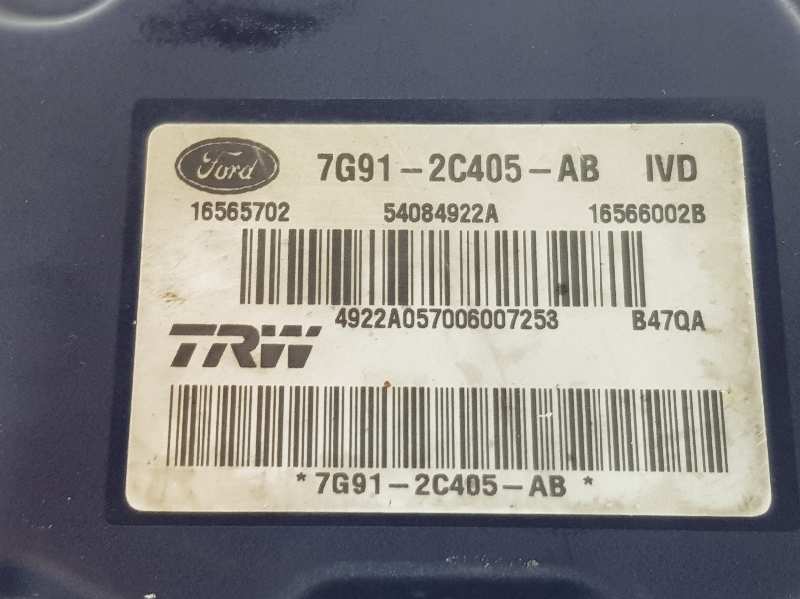 Ford 7G91-2C405-AB IVD
16565702 54084922A 16566002B
4922A057006007253 B47QA
TRW
*7G91-2C405-AB*